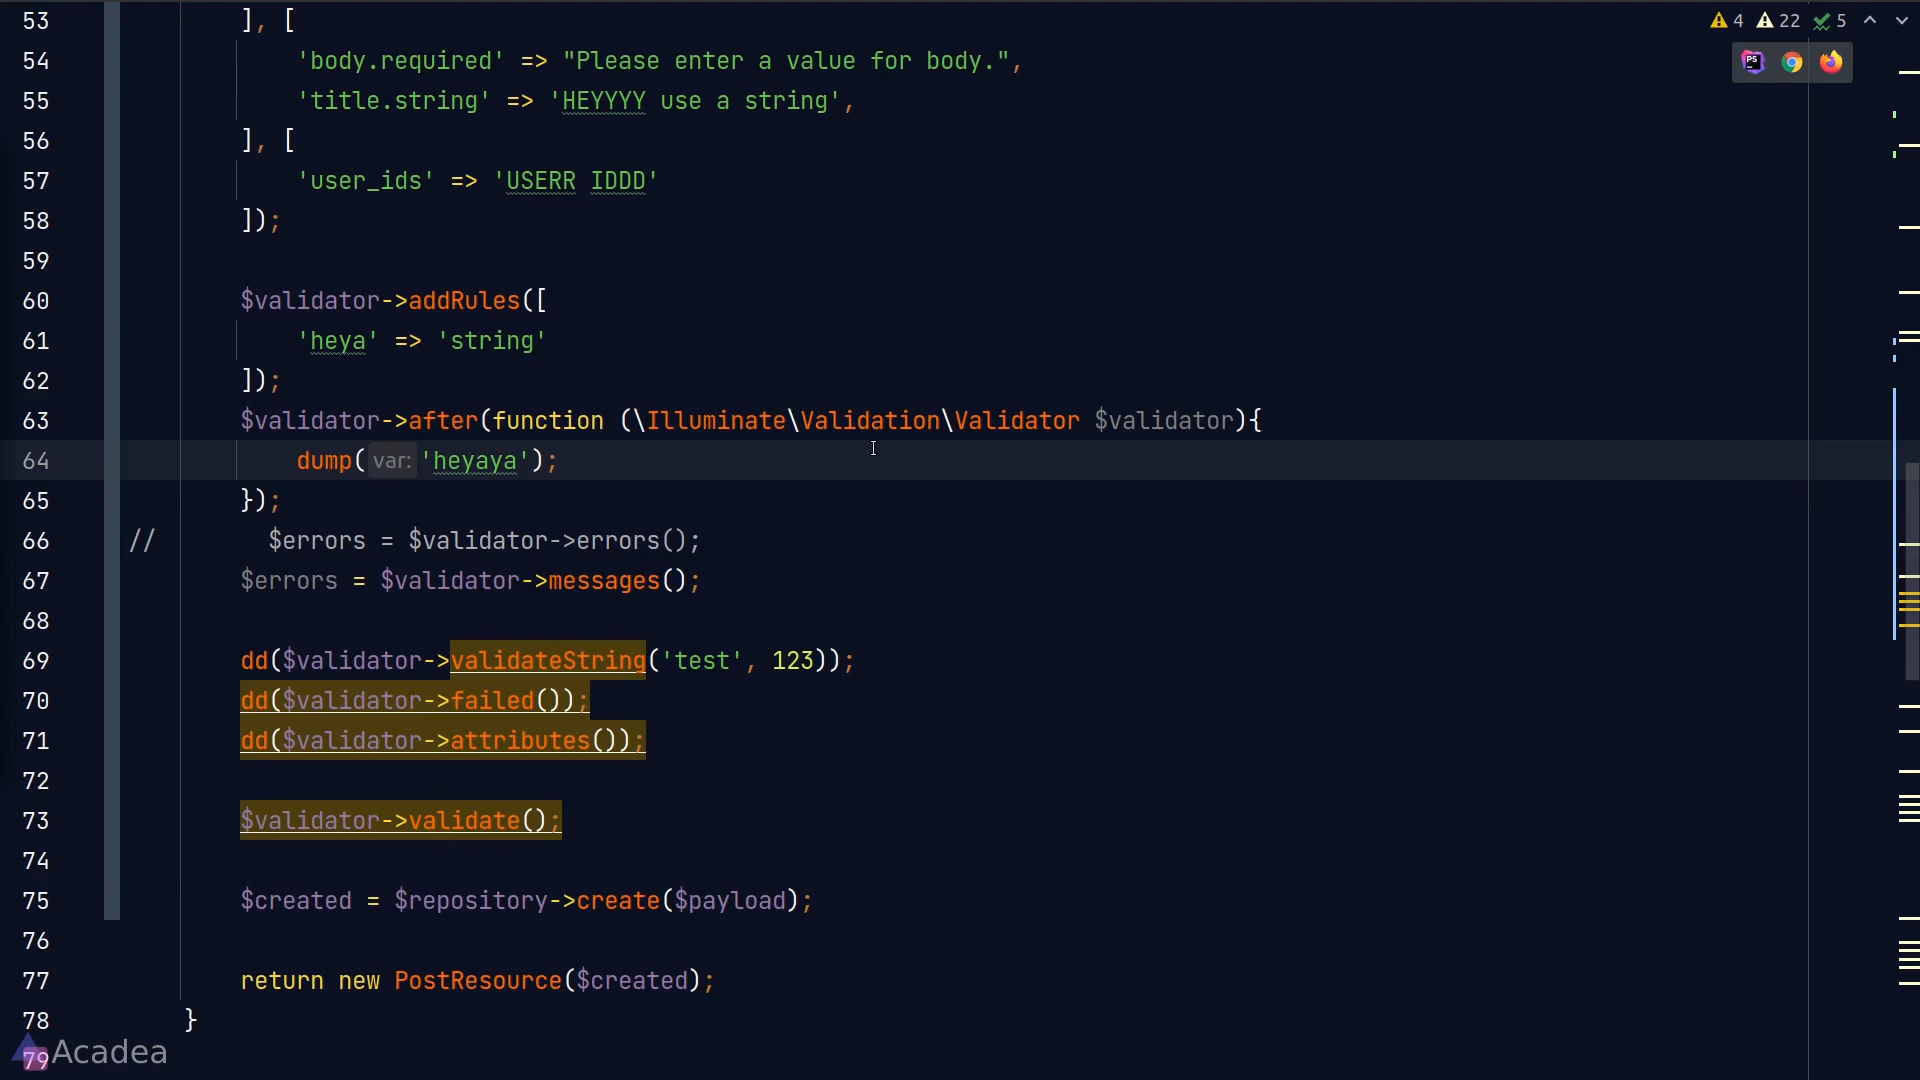 53 ], [
54 'body.required' => "Please enter a value for body.",
55 'title.string' => 'HEYYYY use a string',
56 ], [
57 'user_ids' => 'USERR IDDD'
58 ]);
59
60 $validator->addRules([
61 'heya' => 'string'
62 ]);
63 $validator->after(function (\Illuminate\Validation\Validator $validator){
64 dump( var: 'heyaya');
65 });
66 // $errors = $validator->errors();
67 $errors = $validator->messages();
68
69 dd($validator->validateString('test', 123));
70 dd($validator->failed());
71 dd($validator->attributes());
72
73 $validator->validate();
74
75 $created = $repository->create($payload);
76
77 return new PostResource($created);
78 }
79
4 22 5
PS
Acadea